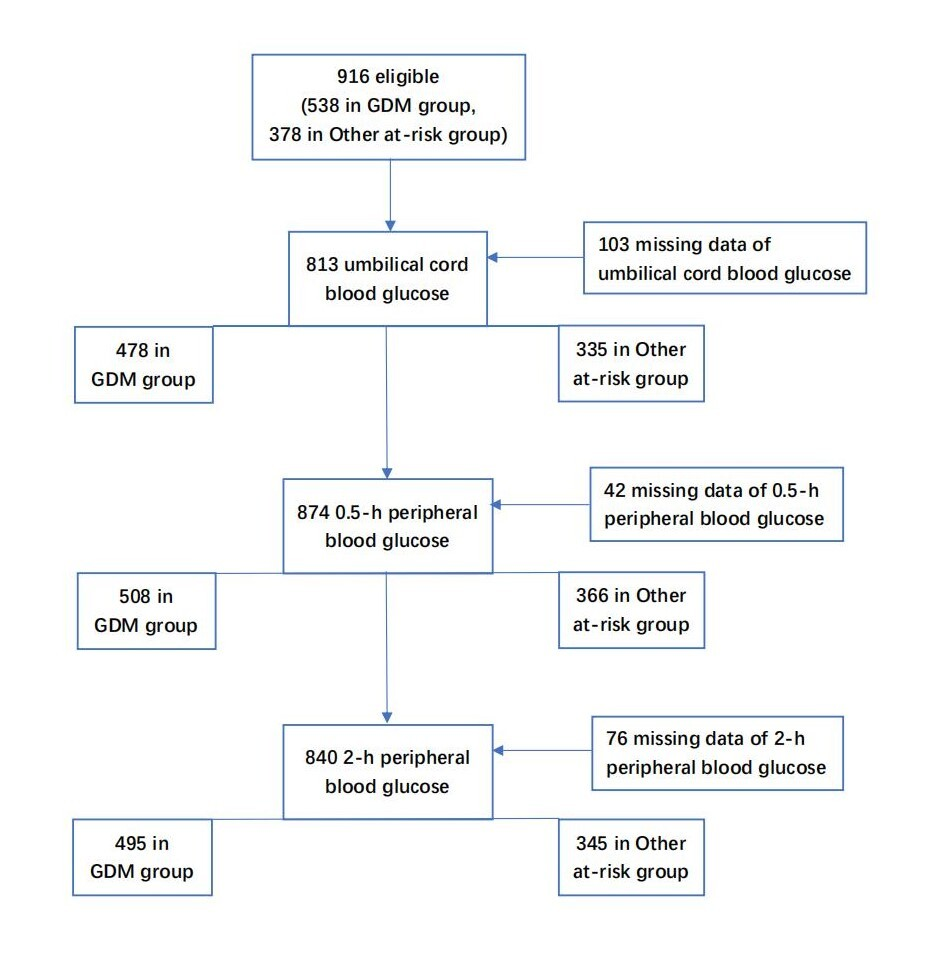 916 eligible
(538 in GDM group,
378 in Other at-risk group)
813 umbilical cord
blood glucose
103 missing data of
umbilical cord blood glucose
478 in
GDM group
335 in Other
at-risk group
874 0.5-h peripheral
blood glucose
42 missing data of 0.5-h
peripheral blood glucose
508 in
GDM group
366 in Other
at-risk group
840 2-h peripheral
blood glucose
76 missing data of 2-h
peripheral blood glucose
495 in
GDM group
345 in Other
at-risk group